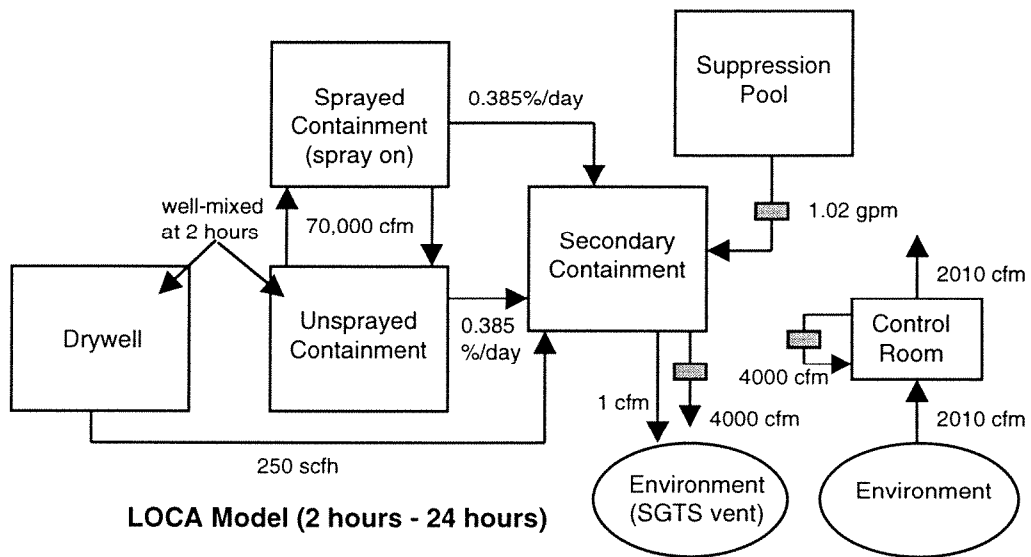 Sprayed
Containment
(spray on)
0.385%/day
Suppression
Pool
well-mixed
at 2 hours
70,000 cfm
1.02 gpm
Secondary
Containment
2010 cfm
Drywell
Unsprayed
Containment
0.385
%/day
Control
Room
4000 cfm
1 cfm
4000 cfm
2010 cfm
250 scfh
Environment
(SGTS vent)
Environment
LOCA Model (2 hours - 24 hours)